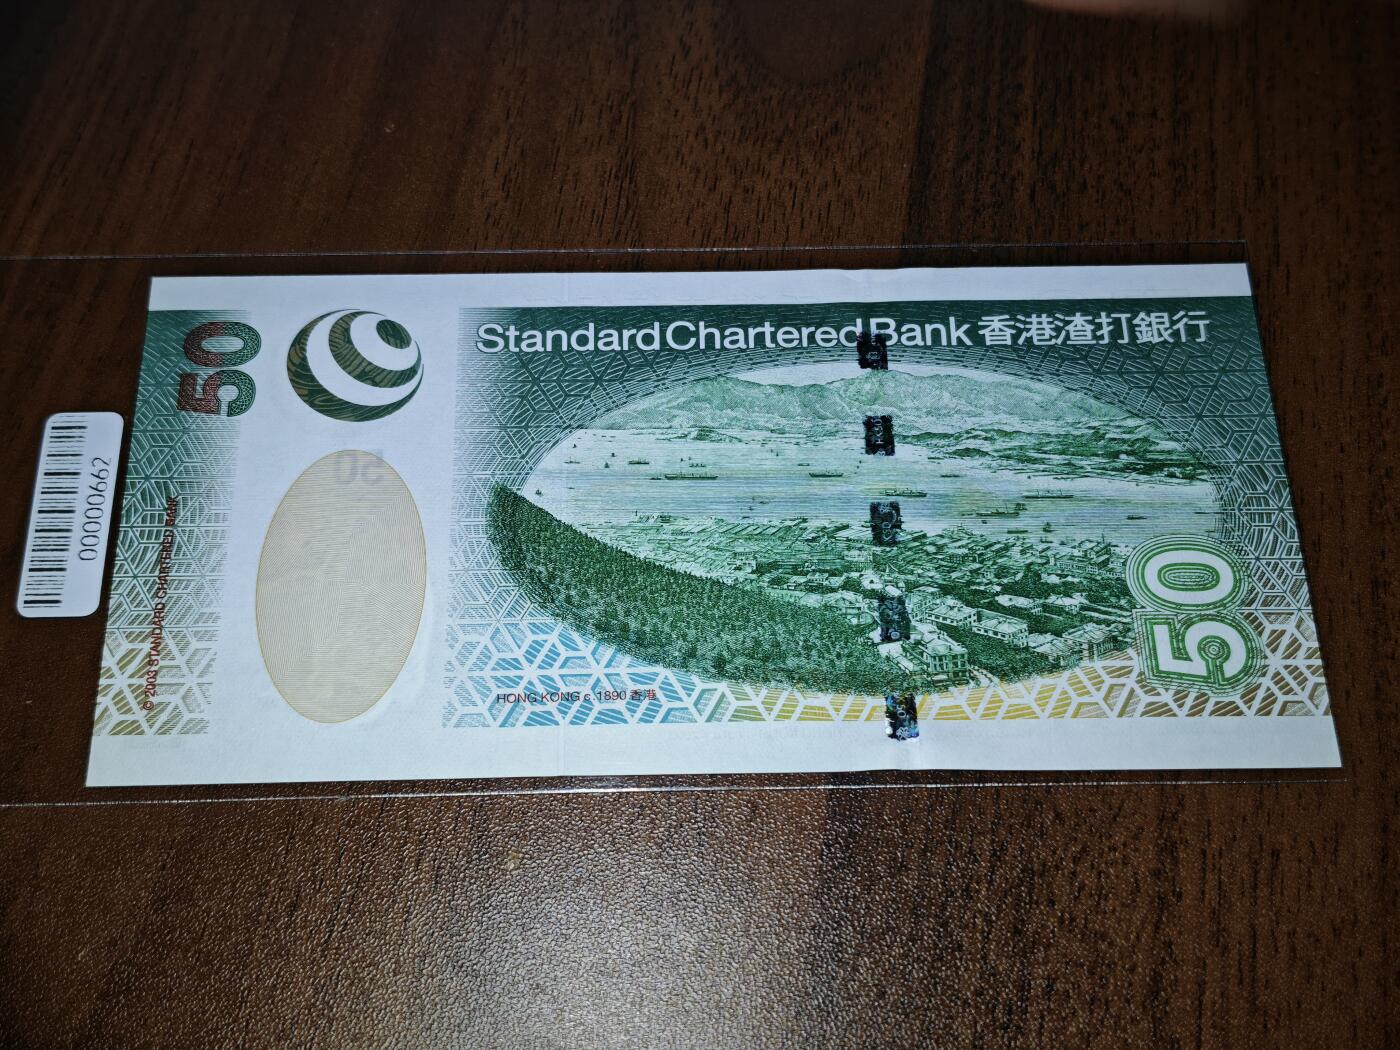 Standard Chartered Bank 香港渣打銀行
50
50
50
HONG KONG c. 1890 香港
© 2003 STANDARD CHARTERED BANK
00000662